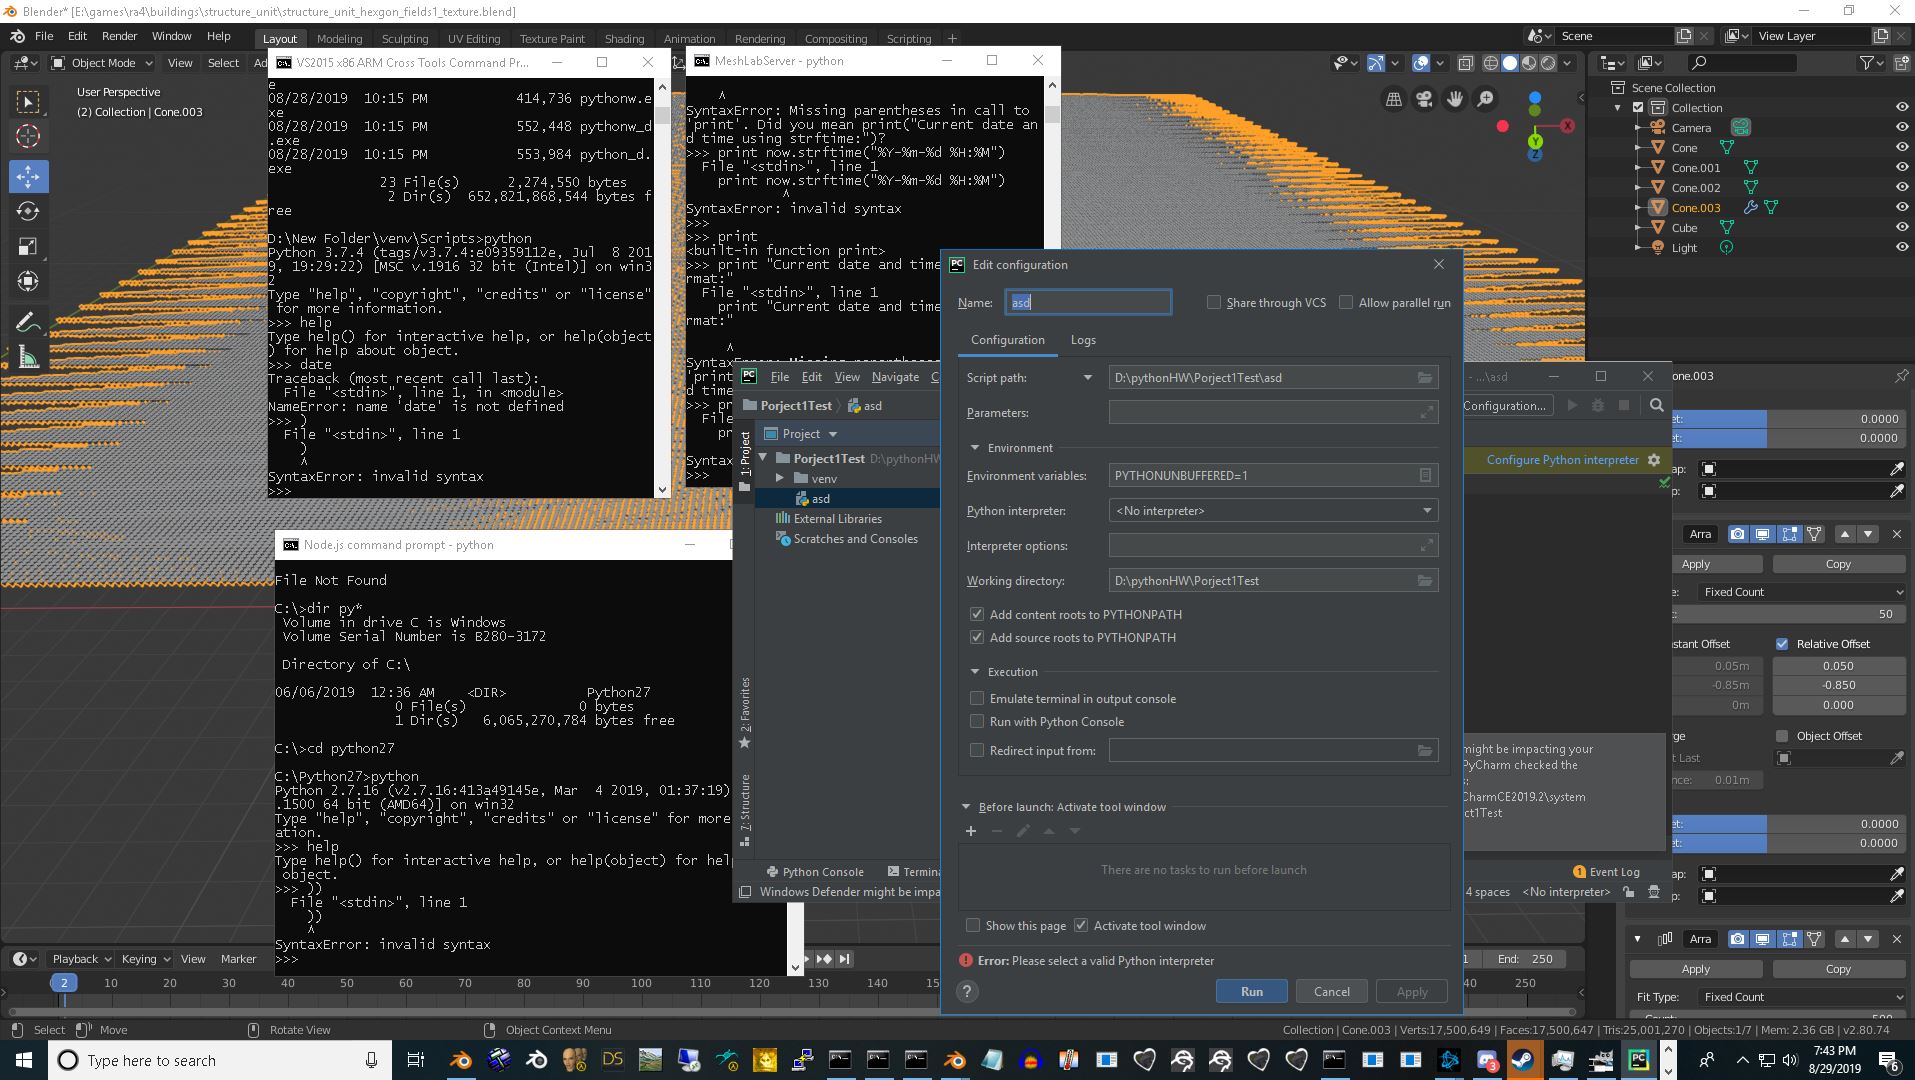 Blender* [E:\games\ra4\buildings\structure_unit\structure_unit_hexgon_fields1_texture.blend]
File Edit Render Window Help Layout Modeling Sculpting UV Editing Texture Paint Shading Animation Rendering Compositing Scripting + Scene View Layer
Object Mode View Select Ad
User Perspective
(2) Collection | Cone.003
VS2015 x86 ARM Cross Tools Command Pr...
e
08/28/2019 10:15 PM 414,736 pythonw.e
xe
08/28/2019 10:15 PM 552,448 pythonw_d
.exe
08/28/2019 10:15 PM 553,984 python_d.
exe
23 File(s) 2,274,550 bytes
2 Dir(s) 652,821,868,544 bytes f
ree
D:\New Folder\venv\Scripts>python
Python 3.7.4 (tags/v3.7.4:e09359112e, Jul 8 201
9, 19:29:22) [MSC v.1916 32 bit (Intel)] on win3
2
Type "help", "copyright", "credits" or "license"
for more information.
>>> help
Type help() for interactive help, or help(object
) for help about object.
>>> date
Traceback (most recent call last):
File "<stdin>", line 1, in <module>
NameError: name 'date' is not defined
>>> )
File "<stdin>", line 1
)
^
SyntaxError: invalid syntax
>>>
MeshLabServer - python
^
SyntaxError: Missing parentheses in call to
'print'. Did you mean print("Current date an
d time using strftime:")?
>>> print now.strftime("%Y-%m-%d %H:%M")
File "<stdin>", line 1
print now.strftime("%Y-%m-%d %H:%M")
^
SyntaxError: invalid syntax
>>>
>>> print
<built-in function print>
>>> print "Current date and time
rmat:"
File "<stdin>", line 1
print "Current date and time
rmat:"
^
SyntaxError: Missing parentheses
'print
d time
>>> pr
File
pr
Synta
>>>
Node.js command prompt - python
File Not Found
C:\>dir py*
Volume in drive C is Windows
Volume Serial Number is B280-3172
Directory of C:\
06/06/2019 12:36 AM <DIR> Python27
0 File(s) 0 bytes
1 Dir(s) 6,065,270,784 bytes free
C:\>cd python27
C:\Python27>python
Python 2.7.16 (v2.7.16:413a49145e, Mar 4 2019, 01:37:19)
.1500 64 bit (AMD64)] on win32
Type "help", "copyright", "credits" or "license" for more
ation.
>>> help
Type help() for interactive help, or help(object) for help
object.
>>> ))
File "<stdin>", line 1
))
^
SyntaxError: invalid syntax
>>>
File Edit View Navigate C - ...\asd
Porject1Test asd Configuration...
Project
Porject1Test D:\pythonHW
venv
asd
External Libraries
Scratches and Consoles
1: Project
2: Favorites
7: Structure
Configure Python interpreter
might be impacting your
PyCharm checked the
s:
CharmCE2019.2\system
ct1Test
Python Console Termina 1 Event Log
Windows Defender might be impa 4 spaces <No interpreter>
Edit configuration
Name: asd Share through VCS Allow parallel run
Configuration Logs
Script path: D:\pythonHW\Porject1Test\asd
Parameters:
Environment
Environment variables: PYTHONUNBUFFERED=1
Python interpreter: <No interpreter>
Interpreter options:
Working directory: D:\pythonHW\Porject1Test
Add content roots to PYTHONPATH
Add source roots to PYTHONPATH
Execution
Emulate terminal in output console
Run with Python Console
Redirect input from:
Before launch: Activate tool window
There are no tasks to run before launch
Show this page Activate tool window
Error: Please select a valid Python interpreter
? Run Cancel Apply
X
Y
Z
Scene Collection
Collection
Camera
Cone
Cone.001
Cone.002
Cone.003
Cube
Light
one.003
et: 0.0000
et: 0.0000
ap:
p:
Arra
Apply Copy
e: Fixed Count
t: 50
nstant Offset Relative Offset
0.05m 0.050
-0.85m -0.850
0m 0.000
rge Object Offset
t Last
nce: 0.01m
et: 0.0000
et: 0.0000
ap:
p:
Arra
Apply Copy
Fit Type: Fixed Count
Playback Keying View Marker 1 End: 250
2 10 20 30 40 50 60 70 80 90 100 110 120 130 140 150 40 250
Select Move Rotate View Object Context Menu
Collection | Cone.003 | Verts:17,500,649 | Faces:17,500,647 | Tris:25,001,270 | Objects:1/7 | Mem: 2.36 GB | v2.80.74
Type here to search
DS
3
PC
7:43 PM
8/29/2019
6